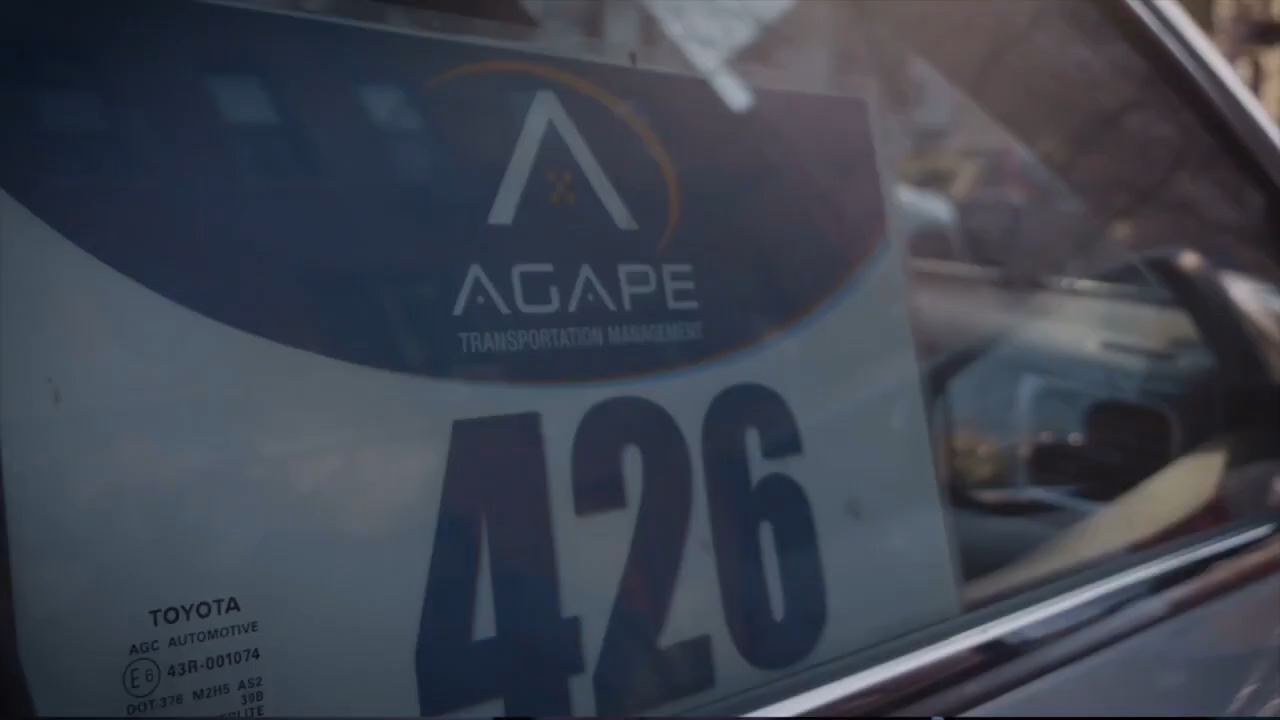 AGAPE
TRANSPORTATION MANAGEMENT
426
TOYOTA
AGC AUTOMOTIVE
E6 43R-001074
DOT.376 M2H5 AS2